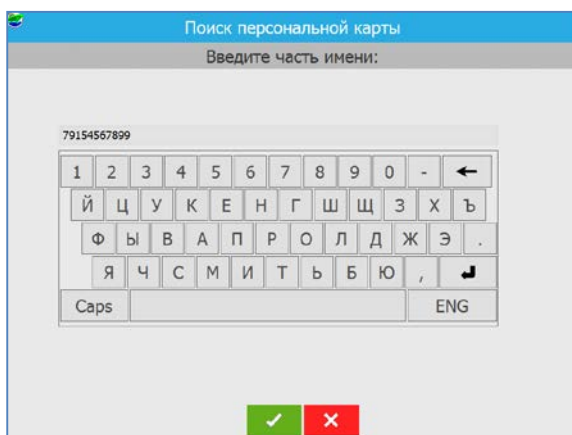 Поиск персональной карты
Введите часть имени:
79154567899
1 2 3 4 5 6 7 8 9 0 -
Й Ц У К Е Н Г Ш Щ З Х Ъ
Ф Ы В А П Р О Л Д Ж Э .
Я Ч С М И Т Ь Б Ю ,
Caps ENG